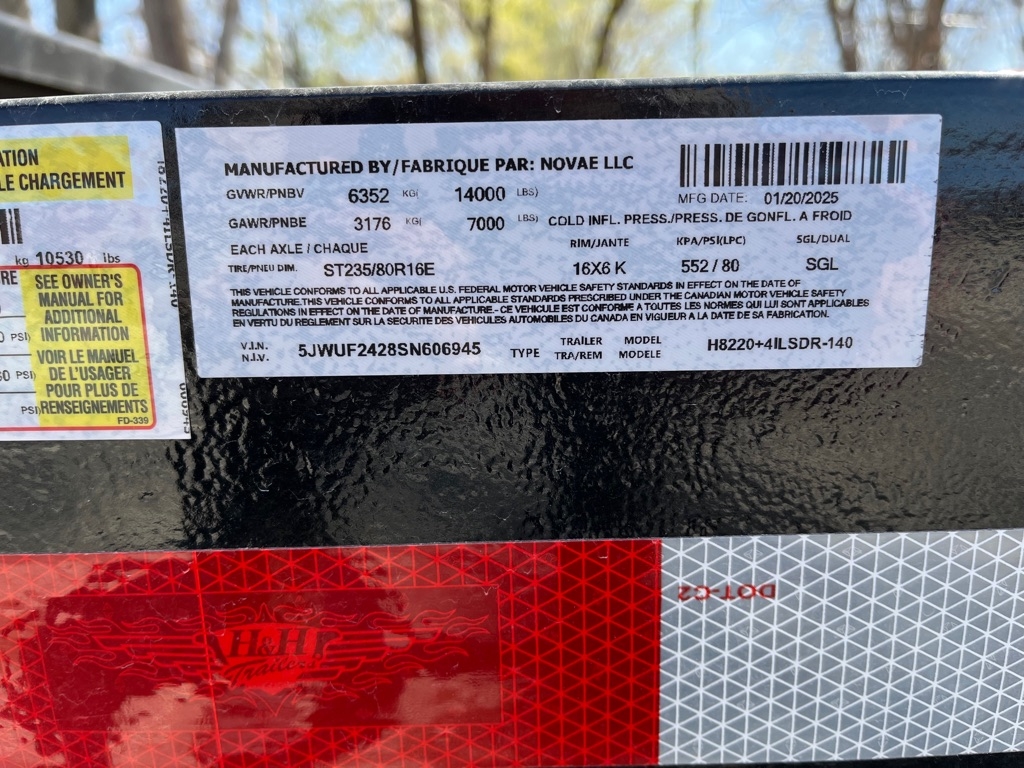 ATION
LE CHARGEMENT
kg 10530 lbs
RE
SEE OWNER'S
MANUAL FOR
ADDITIONAL
INFORMATION
PSI)
VOIR LE MANUEL
DE L'USAGER
POUR PLUS DE
RENSEIGNEMENTS
PSI)
PSI)
FD-339
MANUFACTURED BY/FABRIQUE PAR: NOVAE LLC
GVWR/PNBV 6352 KG( 14000 LBS)
MFG DATE: 01/20/2025
GAWR/PNBE 3176 KG( 7000 LBS) COLD INFL. PRESS./PRESS. DE GONFL. A FROID
EACH AXLE / CHAQUE RIM/JANTE KPA/PSI(LPC) SGL/DUAL
TIRE/PNEU DIM. ST235/80R16E 16X6 K 552 / 80 SGL
THIS VEHICLE CONFORMS TO ALL APPLICABLE U.S. FEDERAL MOTOR VEHICLE SAFETY STANDARDS IN EFFECT ON THE DATE OF
MANUFACTURE.THIS VEHICLE CONFORMS TO ALL APPLICABLE STANDARDS PRESCRIBED UNDER THE CANADIAN MOTOR VEHICLE SAFETY
REGULATIONS IN EFFECT ON THE DATE OF MANUFACTURE.- CE VEHICULE EST CONFORME A TOUTES LES NORMES QUI LUI SONT APPLICABLES
EN VERTU DU REGLEMENT SUR LA SECURITE DES VEHICULES AUTOMOBILES DU CANADA EN VIGUEUR A LA DATE DE SA FABRICATION.
V.I.N. 5JWUF2428SN606945 TYPE TRAILER MODEL H8220+4ILSDR-140
N.I.V. TRA/REM MODELE
DOT-C2
H&H
Trailers